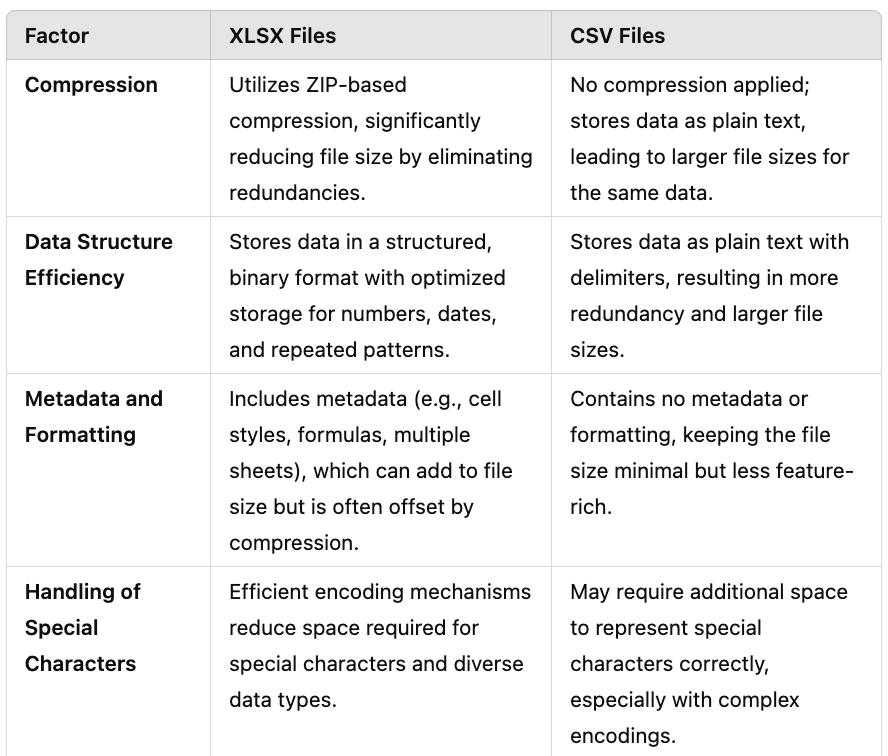 Factor
XLSX Files
CSV Files
Compression
Utilizes ZIP-based
compression, significantly
reducing file size by eliminating
redundancies.
No compression applied;
stores data as plain text,
leading to larger file sizes for
the same data.
Data Structure
Efficiency
Stores data in a structured,
binary format with optimized
storage for numbers, dates,
and repeated patterns.
Stores data as plain text with
delimiters, resulting in more
redundancy and larger file
sizes.
Metadata and
Formatting
Includes metadata (e.g., cell
styles, formulas, multiple
sheets), which can add to file
size but is often offset by
compression.
Contains no metadata or
formatting, keeping the file
size minimal but less feature-
rich.
Handling of
Special
Characters
Efficient encoding mechanisms
reduce space required for
special characters and diverse
data types.
May require additional space
to represent special
characters correctly,
especially with complex
encodings.